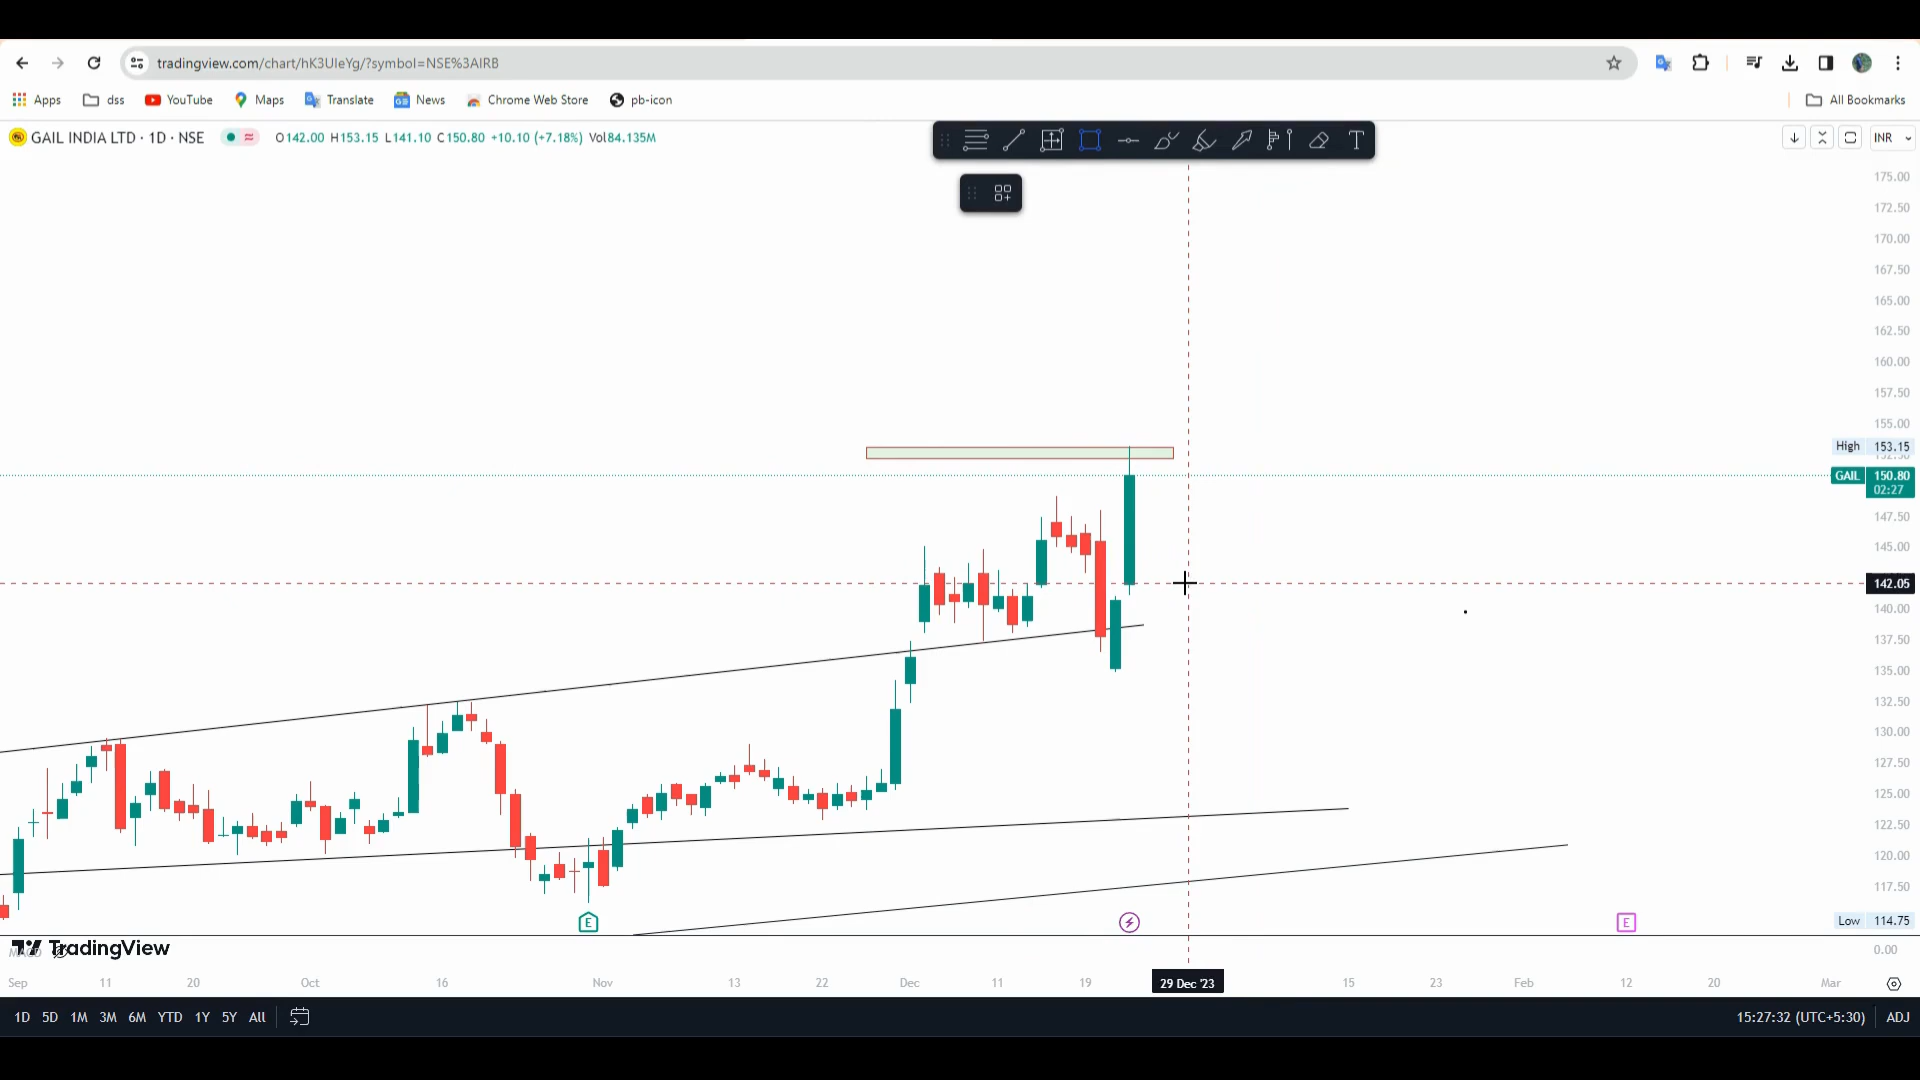 tradingview.com/chart/hK3UIeYg/?symbol=NSE%3AIRB
Apps dss YouTube Maps Translate News Chrome Web Store pb-icon All Bookmarks
GAIL INDIA LTD · 1D · NSE O142.00 H153.15 L141.10 C150.80 +10.10 (+7.18%) Vol84.135M INR
T
175.00
172.50
170.00
167.50
165.00
162.50
160.00
157.50
155.00
High 153.15
GAIL 150.80
02:27
147.50
145.00
142.05
140.00
137.50
135.00
132.50
130.00
127.50
125.00
122.50
120.00
117.50
E E Low 114.75
TradingView 0.00
Sep 11 20 Oct 16 Nov 13 22 Dec 11 19 29 Dec '23 15 23 Feb 12 20 Mar
1D 5D 1M 3M 6M YTD 1Y 5Y All 15:27:32 (UTC+5:30) ADJ